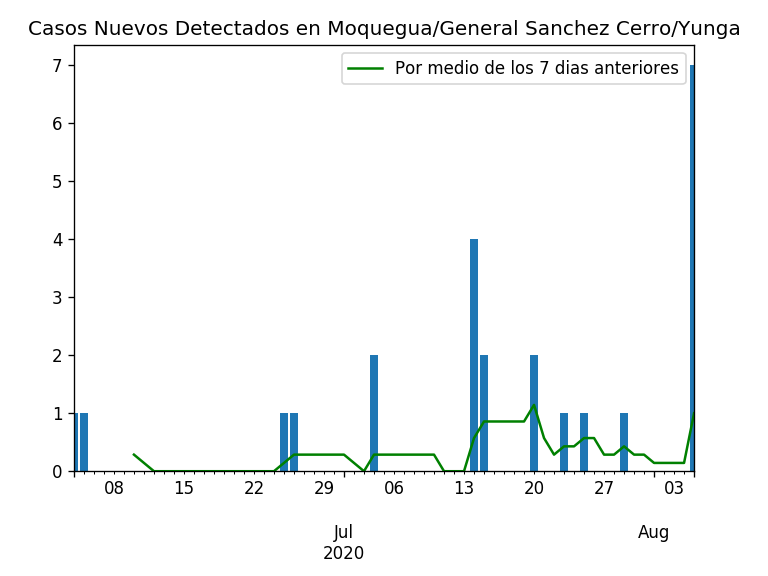 Casos Nuevos Detectados en Moquegua/General Sanchez Cerro/Yunga
Por medio de los 7 dias anteriores
7
6
5
4
3
2
1
0
08 15 22 29 06 13 20 27 03
Jul Aug
2020